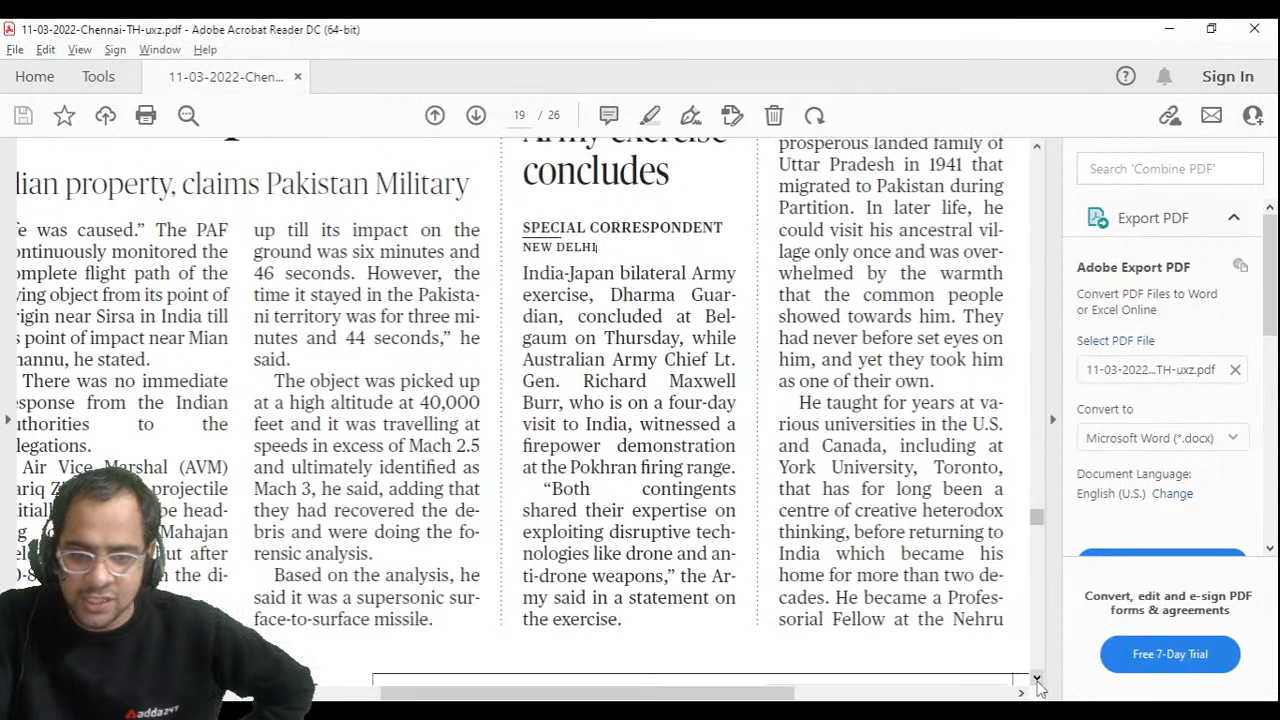 11-03-2022-Chennai-TH-uxz.pdf - Adobe Acrobat Reader DC (64-bit)
File Edit View Sign Window Help
Home Tools 11-03-2022-Chen... × Sign In
19 / 26
Army exercise
concludes
lian property, claims Pakistan Military
fe was caused.” The PAF
ontinuously monitored the
omplete flight path of the
ying object from its point of
rigin near Sirsa in India till
s point of impact near Mian
hannu, he stated.
There was no immediate
esponse from the Indian
uthorities to the
legations.
Air Vice Marshal (AVM)
projectile
be head-
Mahajan
ut after
the di-
up till its impact on the
ground was six minutes and
46 seconds. However, the
time it stayed in the Pakista-
ni territory was for three mi-
nutes and 44 seconds,” he
said.
The object was picked up
at a high altitude at 40,000
feet and it was travelling at
speeds in excess of Mach 2.5
and ultimately identified as
Mach 3, he said, adding that
they had recovered the de-
bris and were doing the fo-
rensic analysis.
Based on the analysis, he
said it was a supersonic sur-
face-to-surface missile.
SPECIAL CORRESPONDENT
NEW DELHI
India-Japan bilateral Army
exercise, Dharma Guar-
dian, concluded at Bel-
gaum on Thursday, while
Australian Army Chief Lt.
Gen. Richard Maxwell
Burr, who is on a four-day
visit to India, witnessed a
firepower demonstration
at the Pokhran firing range.
“Both contingents
shared their expertise on
exploiting disruptive tech-
nologies like drone and an-
ti-drone weapons,” the Ar-
my said in a statement on
the exercise.
prosperous landed family of
Uttar Pradesh in 1941 that
migrated to Pakistan during
Partition. In later life, he
could visit his ancestral vil-
lage only once and was over-
whelmed by the warmth
that the common people
showed towards him. They
had never before set eyes on
him, and yet they took him
as one of their own.
He taught for years at va-
rious universities in the U.S.
and Canada, including at
York University, Toronto,
that has for long been a
centre of creative heterodox
thinking, before returning to
India which became his
home for more than two de-
cades. He became a Profes-
sorial Fellow at the Nehru
Search 'Combine PDF'
Export PDF
Adobe Export PDF
Convert PDF Files to Word
or Excel Online
Select PDF File
11-03-2022...TH-uxz.pdf ×
Convert to
Microsoft Word (*.docx)
Document Language:
English (U.S.) Change
Convert, edit and e-sign PDF
forms & agreements
Free 7-Day Trial
adda247